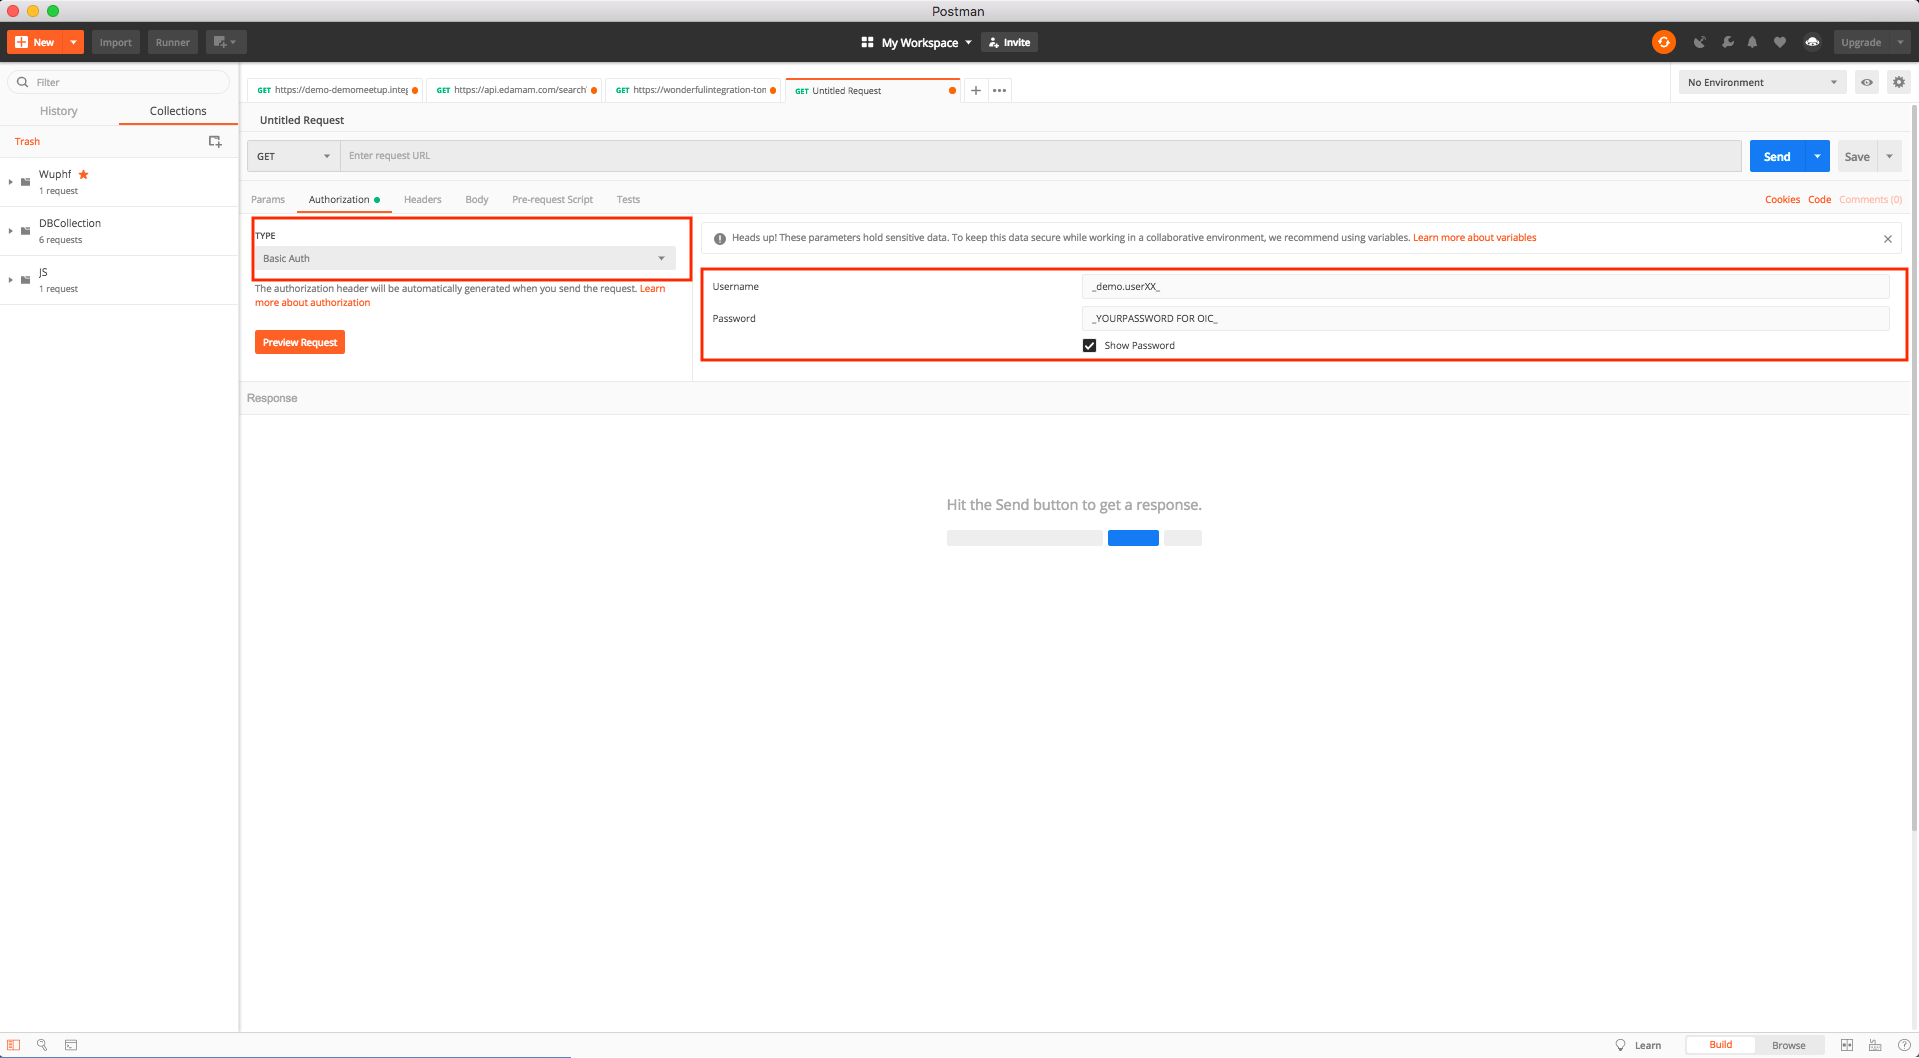 Postman
New
Import
Runner
My Workspace
Invite
Upgrade
Filter
History
Collections
Trash
Wuphf
1 request
DBCollection
6 requests
JS
1 request
GET https://demo-demomeetup.integ
GET https://api.edamam.com/search
GET https://wonderfulintegration-ton
GET Untitled Request
No Environment
Untitled Request
GET
Enter request URL
Send
Save
Params
Authorization
Headers
Body
Pre-request Script
Tests
Cookies
Code
Comments (0)
TYPE
Basic Auth
The authorization header will be automatically generated when you send the request. Learn
more about authorization
Preview Request
Heads up! These parameters hold sensitive data. To keep this data secure while working in a collaborative environment, we recommend using variables. Learn more about variables
Username
_demo.userXX_
Password
_YOURPASSWORD FOR OIC_
Show Password
Response
Hit the Send button to get a response.
Learn
Build
Browse